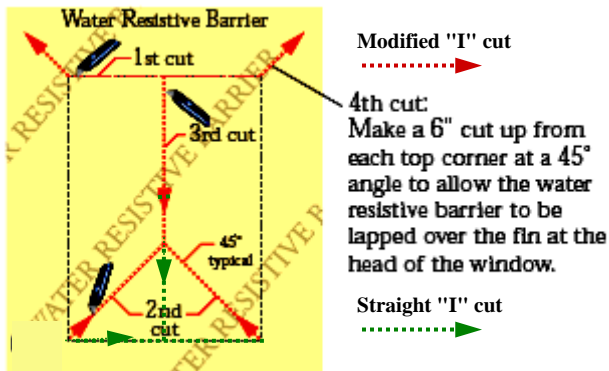 Water Resistive Barrier
1st cut
3rd cut
45°
typical
2nd
cut
Modified "I" cut
4th cut:
Make a 6" cut up from
each top corner at a 45°
angle to allow the water
resistive barrier to be
lapped over the fin at the
head of the window.
Straight "I" cut
R RESISTIVE
WATER RESISTIVE BARRIER
TER RESISTIVE B